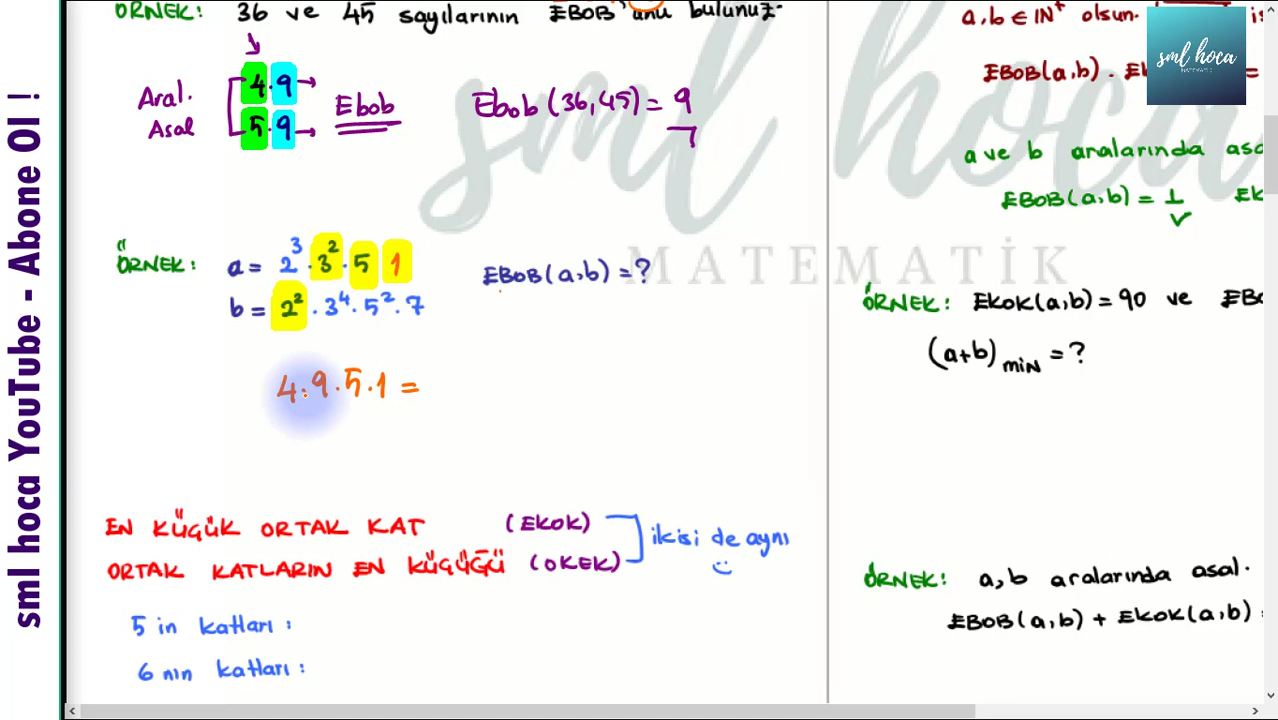 sml hoca YouTube - Abone Ol !
ÖRNEK: 36 ve 45 sayılarının EBOB'unu bulunuz.
Aral.
Asal
4.9
5.9
Ebob
Ebob (36,45) = 9
ÖRNEK: a = 2³ . 3² . 5 1
b = 2² . 3⁴ . 5² . 7
EBOB(a,b) = ?
4.9.5.1 =
EN KÜÇÜK ORTAK KAT (EKOK)
ORTAK KATLARIN EN KÜÇÜĞÜ (OKEK)
ikisi de aynı
5 in katları :
6 nın katları :
a,b ∈ IN⁺ olsun.
EBOB(a,b) .
a ve b aralarında
EBOB(a,b) = 1
ÖRNEK: EKOK(a,b) = 90 ve
(a+b) MIN = ?
ÖRNEK: a,b aralarında asal.
EBOB(a,b) + EKOK(a,b)
sml hoca
MATEMATİK
sml hoca
MATEMATİK